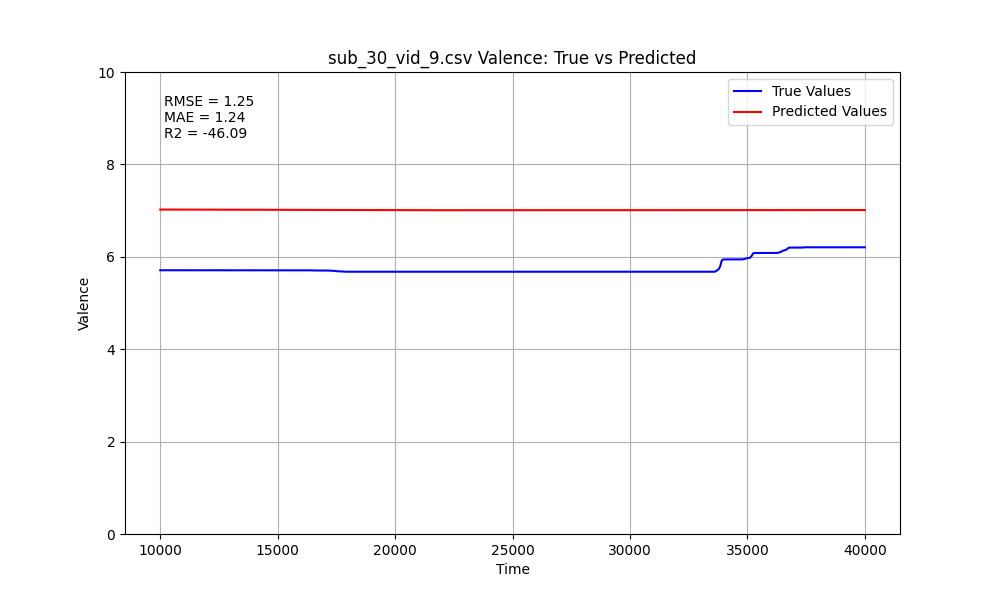 sub_30_vid_9.csv Valence: True vs Predicted
RMSE = 1.25
MAE = 1.24
R2 = -46.09
True Values
Predicted Values
Valence
10
8
6
4
2
0
10000 15000 20000 25000 30000 35000 40000
Time